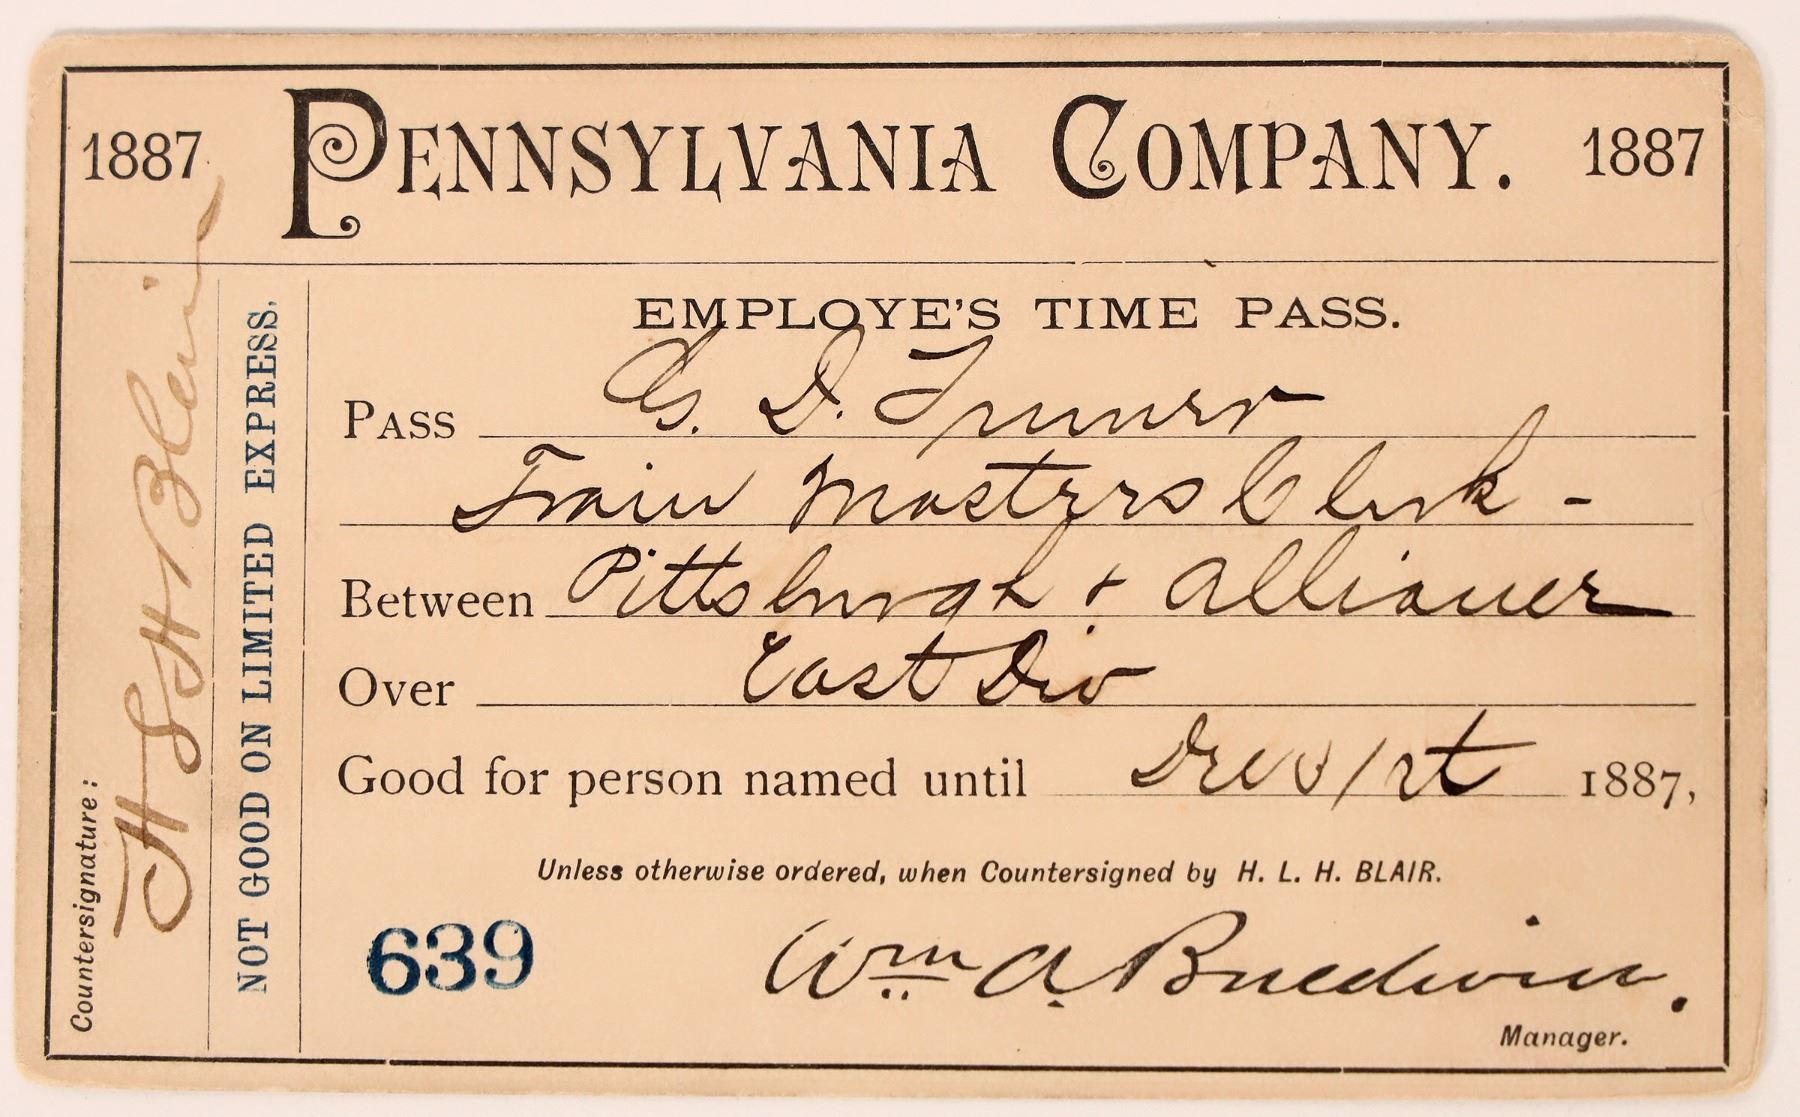 1887 PENNSYLVANIA COMPANY. 1887
EMPLOYE'S TIME PASS.
PASS G. D.
Train Masters Clerk -
Between Pittsburgh + Alliance
Over East Div
Good for person named until Dec 31st 1887,
Unless otherwise ordered, when Countersigned by H. L. H. BLAIR.
639
Wm A Baldwin.
Manager.
NOT GOOD ON LIMITED EXPRESS.
Countersignature:
Blair